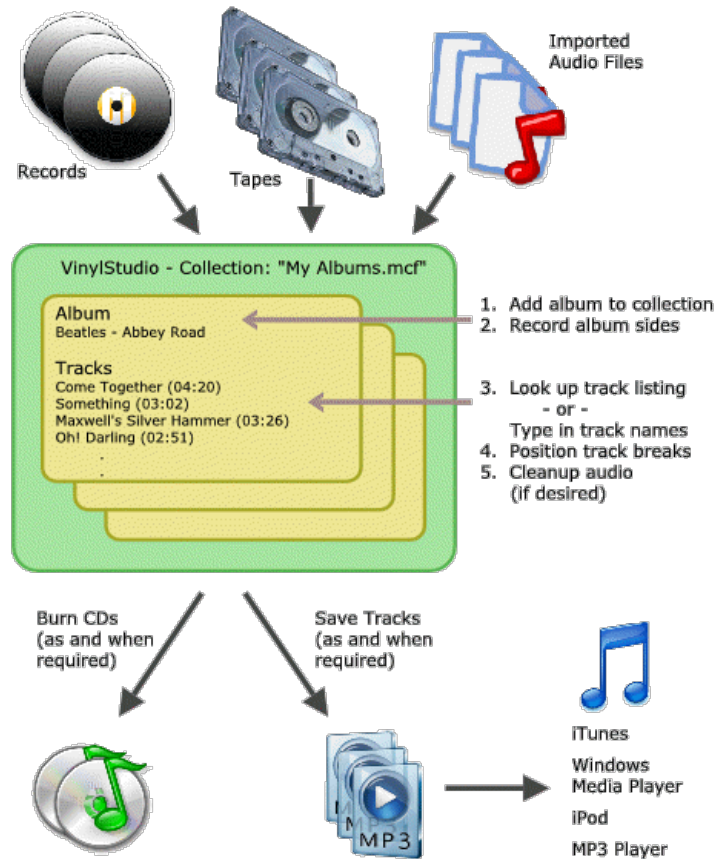 Imported
Audio Files
Records
Tapes
VinylStudio - Collection: "My Albums.mcf"
Album
Beatles - Abbey Road
Tracks
Come Together (04:20)
Something (03:02)
Maxwell's Silver Hammer (03:26)
Oh! Darling (02:51)
.
.
1. Add album to collection
2. Record album sides
3. Look up track listing
- or -
Type in track names
4. Position track breaks
5. Cleanup audio
(if desired)
Burn CDs
(as and when
required)
Save Tracks
(as and when
required)
MP3
iTunes
Windows
Media Player
iPod
MP3 Player